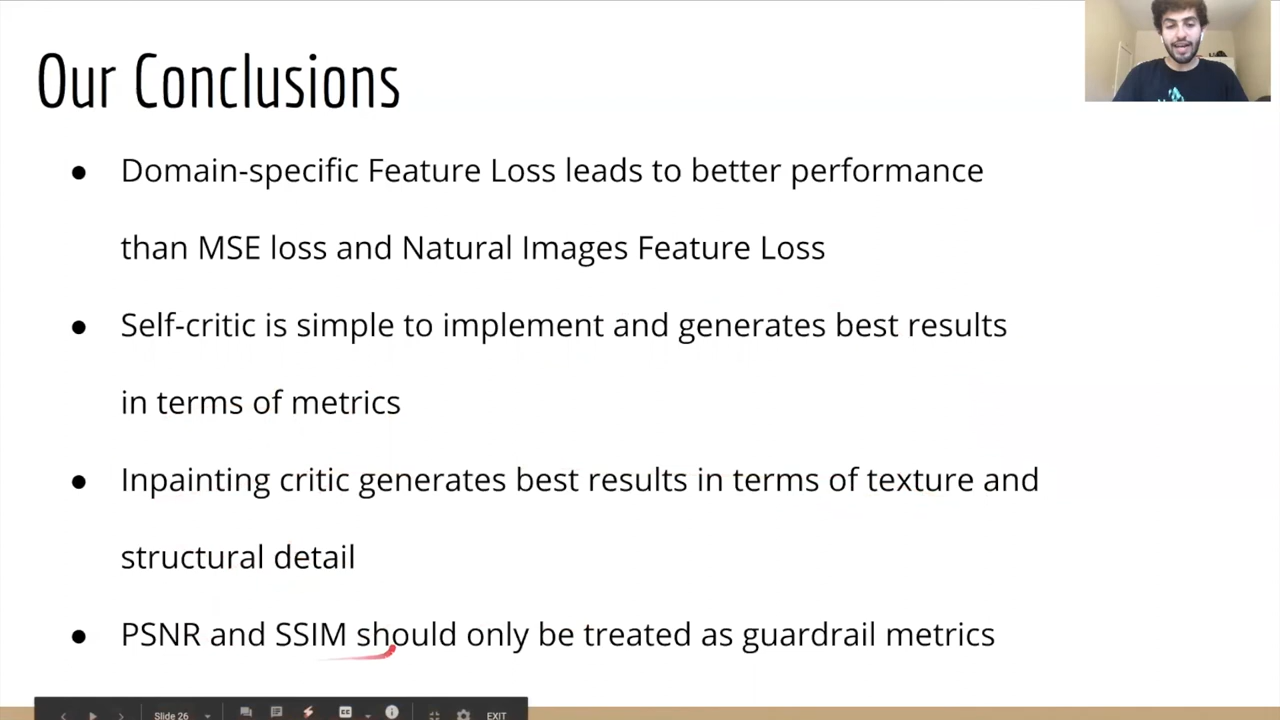 Our Conclusions
● Domain-specific Feature Loss leads to better performance
than MSE loss and Natural Images Feature Loss
● Self-critic is simple to implement and generates best results
in terms of metrics
● Inpainting critic generates best results in terms of texture and
structural detail
● PSNR and SSIM should only be treated as guardrail metrics
Slide 26 CC EXIT